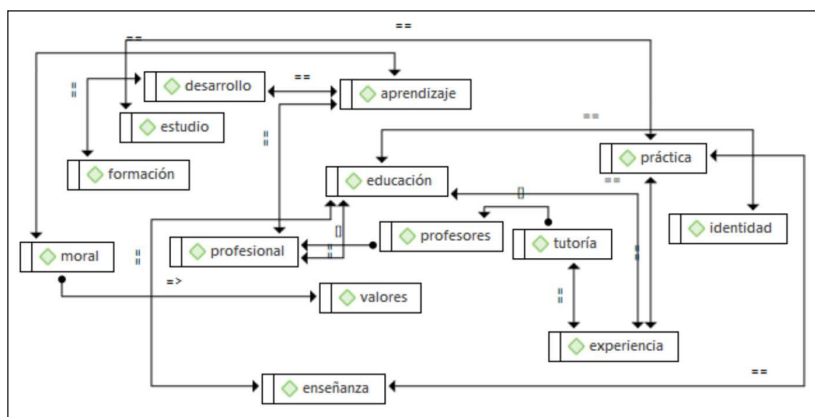 ==
==
desarrollo
==
aprendizaje
==
estudio
==
==
práctica
formación
educación
==
[]
identidad
moral
==
profesional
[]
==
profesores
tutoría
==
=>
valores
==
experiencia
enseñanza
==